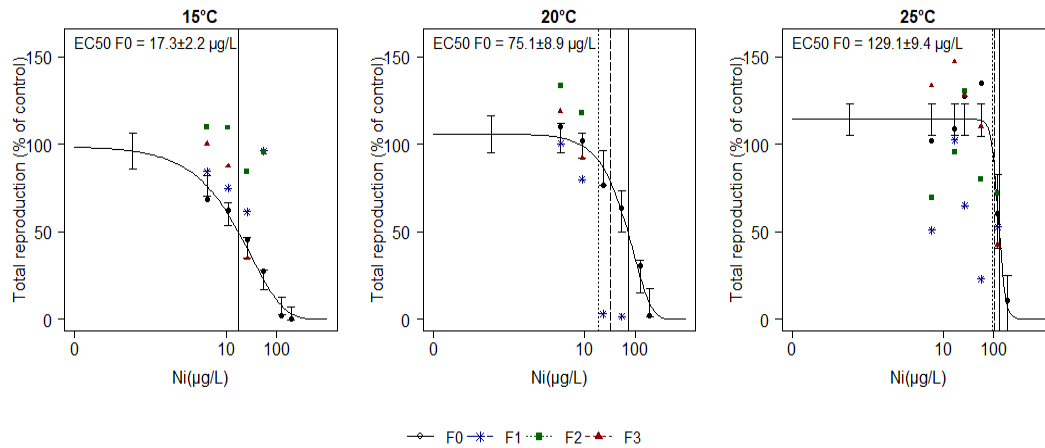 15°C
EC50 F0 = 17.3±2.2 µg/L
Total reproduction (% of control)
150
100
50
0
0
10
100
Ni(µg/L)
20°C
EC50 F0 = 75.1±8.9 µg/L
Total reproduction (% of control)
150
100
50
0
0
10
100
Ni(µg/L)
25°C
EC50 F0 = 129.1±9.4 µg/L
Total reproduction (% of control)
150
100
50
0
0
10
100
Ni(µg/L)
F0 F1 F2 F3